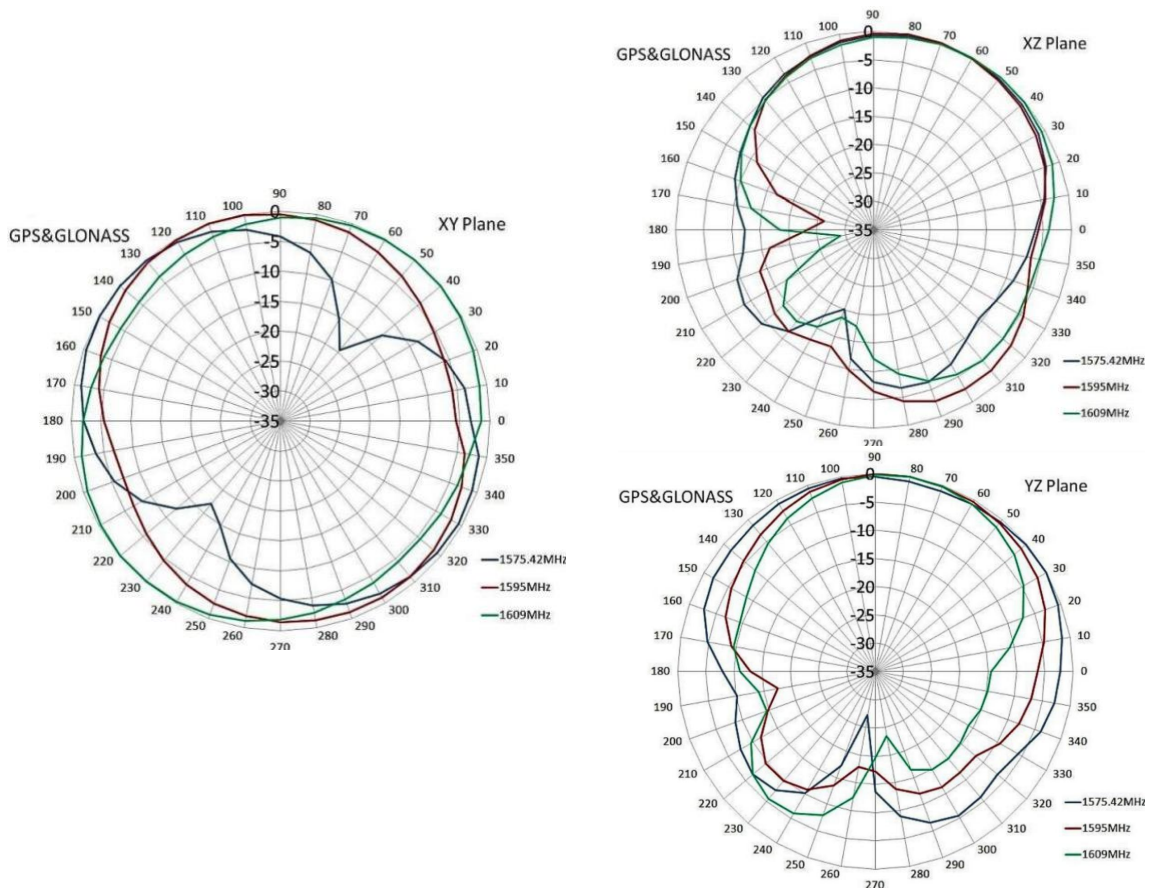 90
100 0 80
110 70
GPS&GLONASS 120 60 XY Plane
130 -5 50
140 -10 40
150 -15 30
160 -20 20
170 -25 10
-30
180 -35 0
190 350
200 340
210 330
220 320
1575.42MHz
230 310
1595MHz
240 300
1609MHz
250 290
260 280
270
90
100 0 80
110 70
GPS&GLONASS 120 60 XZ Plane
130 -5 50
140 -10 40
150 -15 30
160 -20 20
170 -25 10
-30
180 -35 0
190 350
200 340
210 330
220 320
1575.42MHz
230 310
1595MHz
240 300
1609MHz
250 290
260 280
270
90
100 0 80
110 70
GPS&GLONASS 120 60 YZ Plane
130 -5 50
140 -10 40
150 -15 30
160 -20 20
170 -25 10
-30
180 -35 0
190 350
200 340
210 330
220 320
1575.42MHz
230 310
1595MHz
240 300
1609MHz
250 290
260 280
270